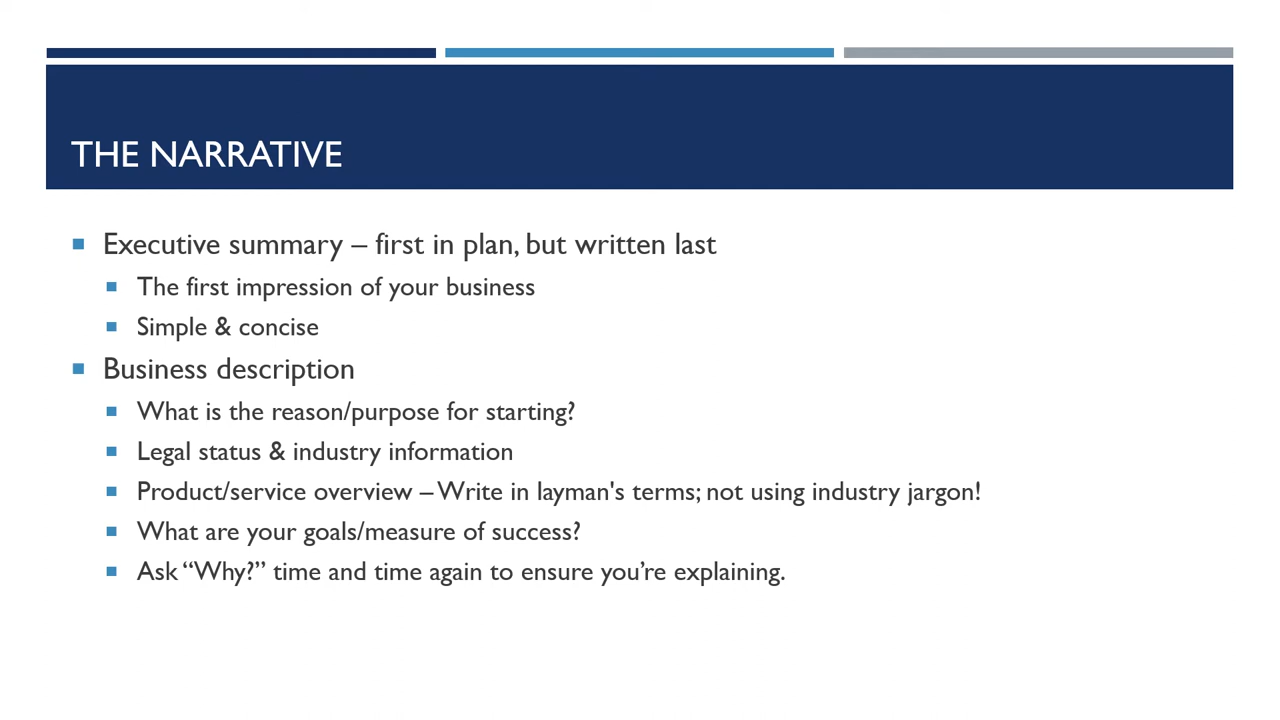 THE NARRATIVE
Executive summary – first in plan, but written last
The first impression of your business
Simple & concise
Business description
What is the reason/purpose for starting?
Legal status & industry information
Product/service overview – Write in layman's terms; not using industry jargon!
What are your goals/measure of success?
Ask “Why?” time and time again to ensure you’re explaining.